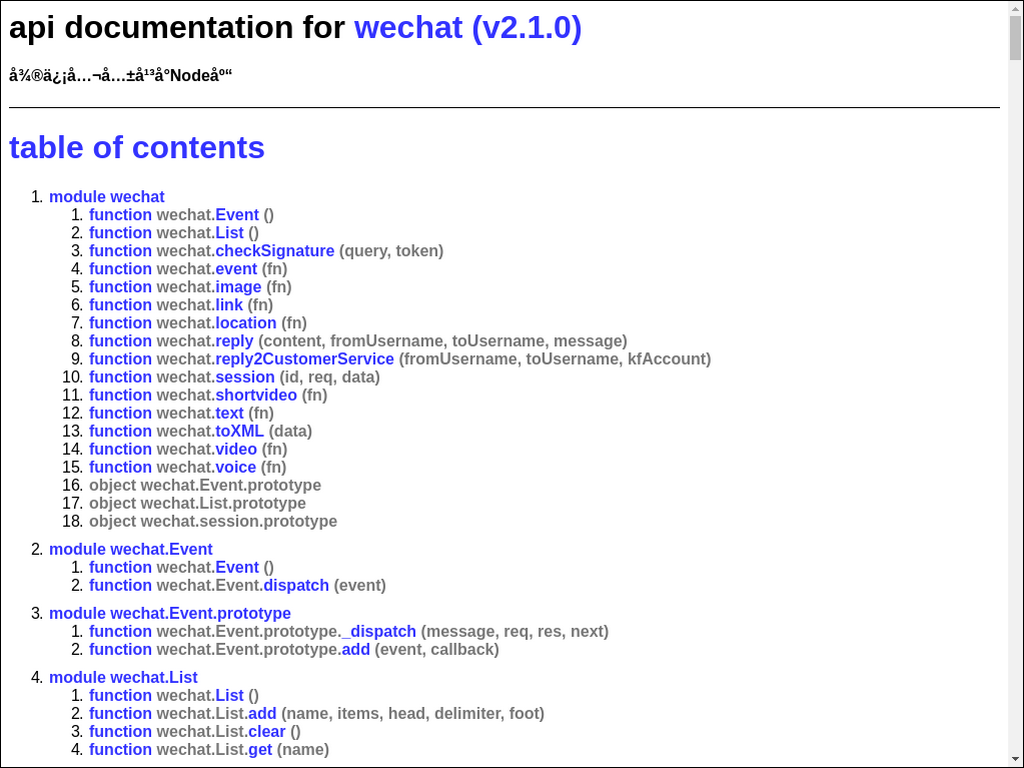 api documentation for wechat (v2.1.0)
å¾®ä¿¡å…¬å…±å¹³å°Nodeåº“
table of contents
1. module wechat
1. function wechat.Event ()
2. function wechat.List ()
3. function wechat.checkSignature (query, token)
4. function wechat.event (fn)
5. function wechat.image (fn)
6. function wechat.link (fn)
7. function wechat.location (fn)
8. function wechat.reply (content, fromUsername, toUsername, message)
9. function wechat.reply2CustomerService (fromUsername, toUsername, kfAccount)
10. function wechat.session (id, req, data)
11. function wechat.shortvideo (fn)
12. function wechat.text (fn)
13. function wechat.toXML (data)
14. function wechat.video (fn)
15. function wechat.voice (fn)
16. object wechat.Event.prototype
17. object wechat.List.prototype
18. object wechat.session.prototype
2. module wechat.Event
1. function wechat.Event ()
2. function wechat.Event.dispatch (event)
3. module wechat.Event.prototype
1. function wechat.Event.prototype._dispatch (message, req, res, next)
2. function wechat.Event.prototype.add (event, callback)
4. module wechat.List
1. function wechat.List ()
2. function wechat.List.add (name, items, head, delimiter, foot)
3. function wechat.List.clear ()
4. function wechat.List.get (name)